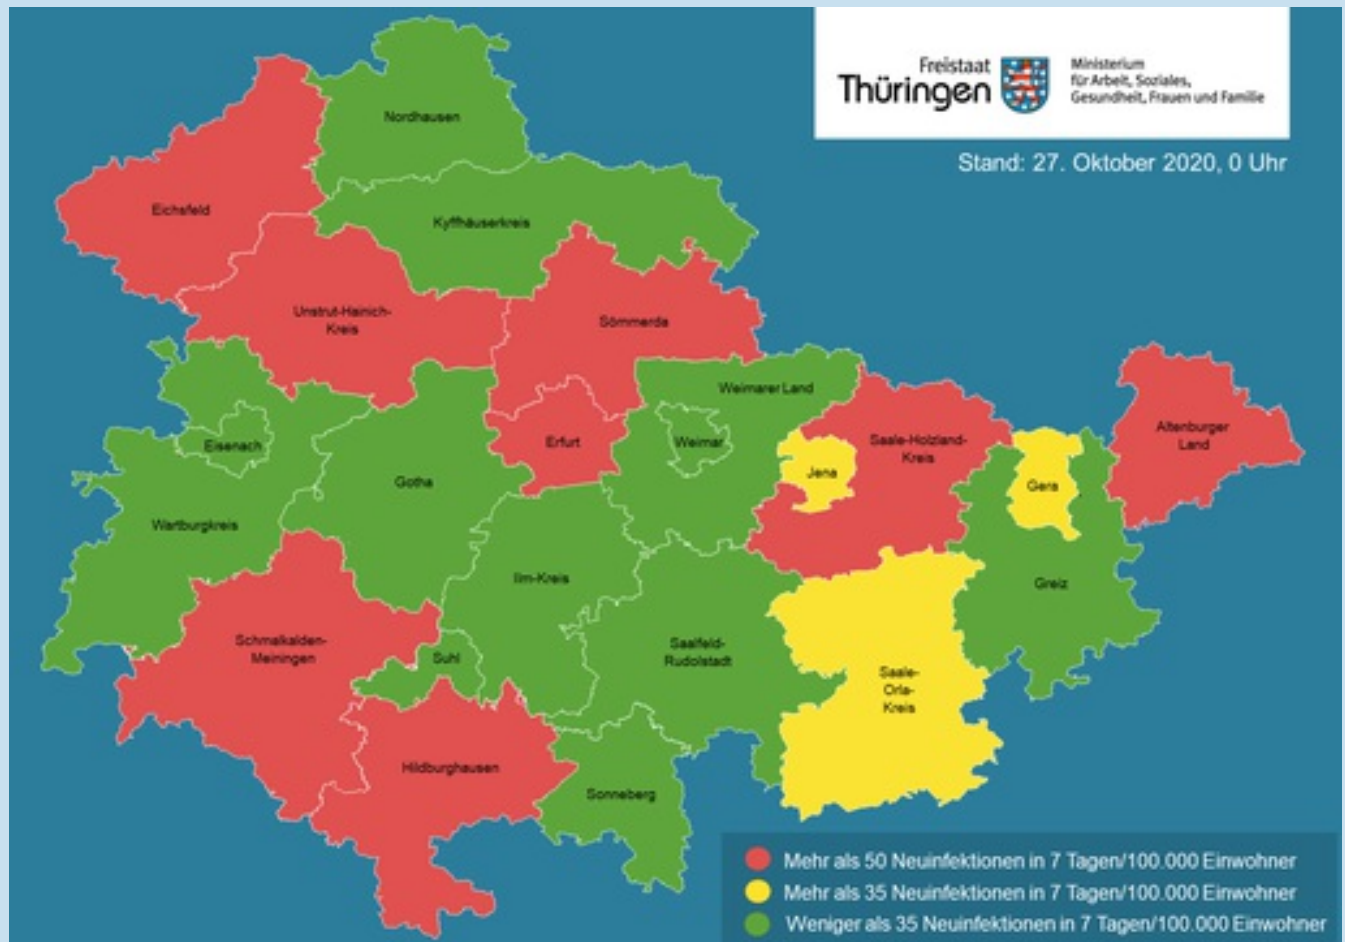 Freistaat
Thüringen
Ministerium
für Arbeit, Soziales,
Gesundheit, Frauen und Familie
Stand: 27. Oktober 2020, 0 Uhr
Nordhausen
Eichsfeld
Kyffhäuserkreis
Unstrut-Hainich-
Kreis
Sömmerda
Weimarer Land
Eisenach
Erfurt
Weimar
Saale-Holzland-
Kreis
Altenburger
Land
Jena
Gotha
Gera
Wartburgkreis
Ilm-Kreis
Greiz
Schmalkalden-
Meiningen
Suhl
Saalfeld-
Rudolstadt
Saale-
Orla-
Kreis
Hildburghausen
Sonneberg
Mehr als 50 Neuinfektionen in 7 Tagen/100.000 Einwohner
Mehr als 35 Neuinfektionen in 7 Tagen/100.000 Einwohner
Weniger als 35 Neuinfektionen in 7 Tagen/100.000 Einwohner